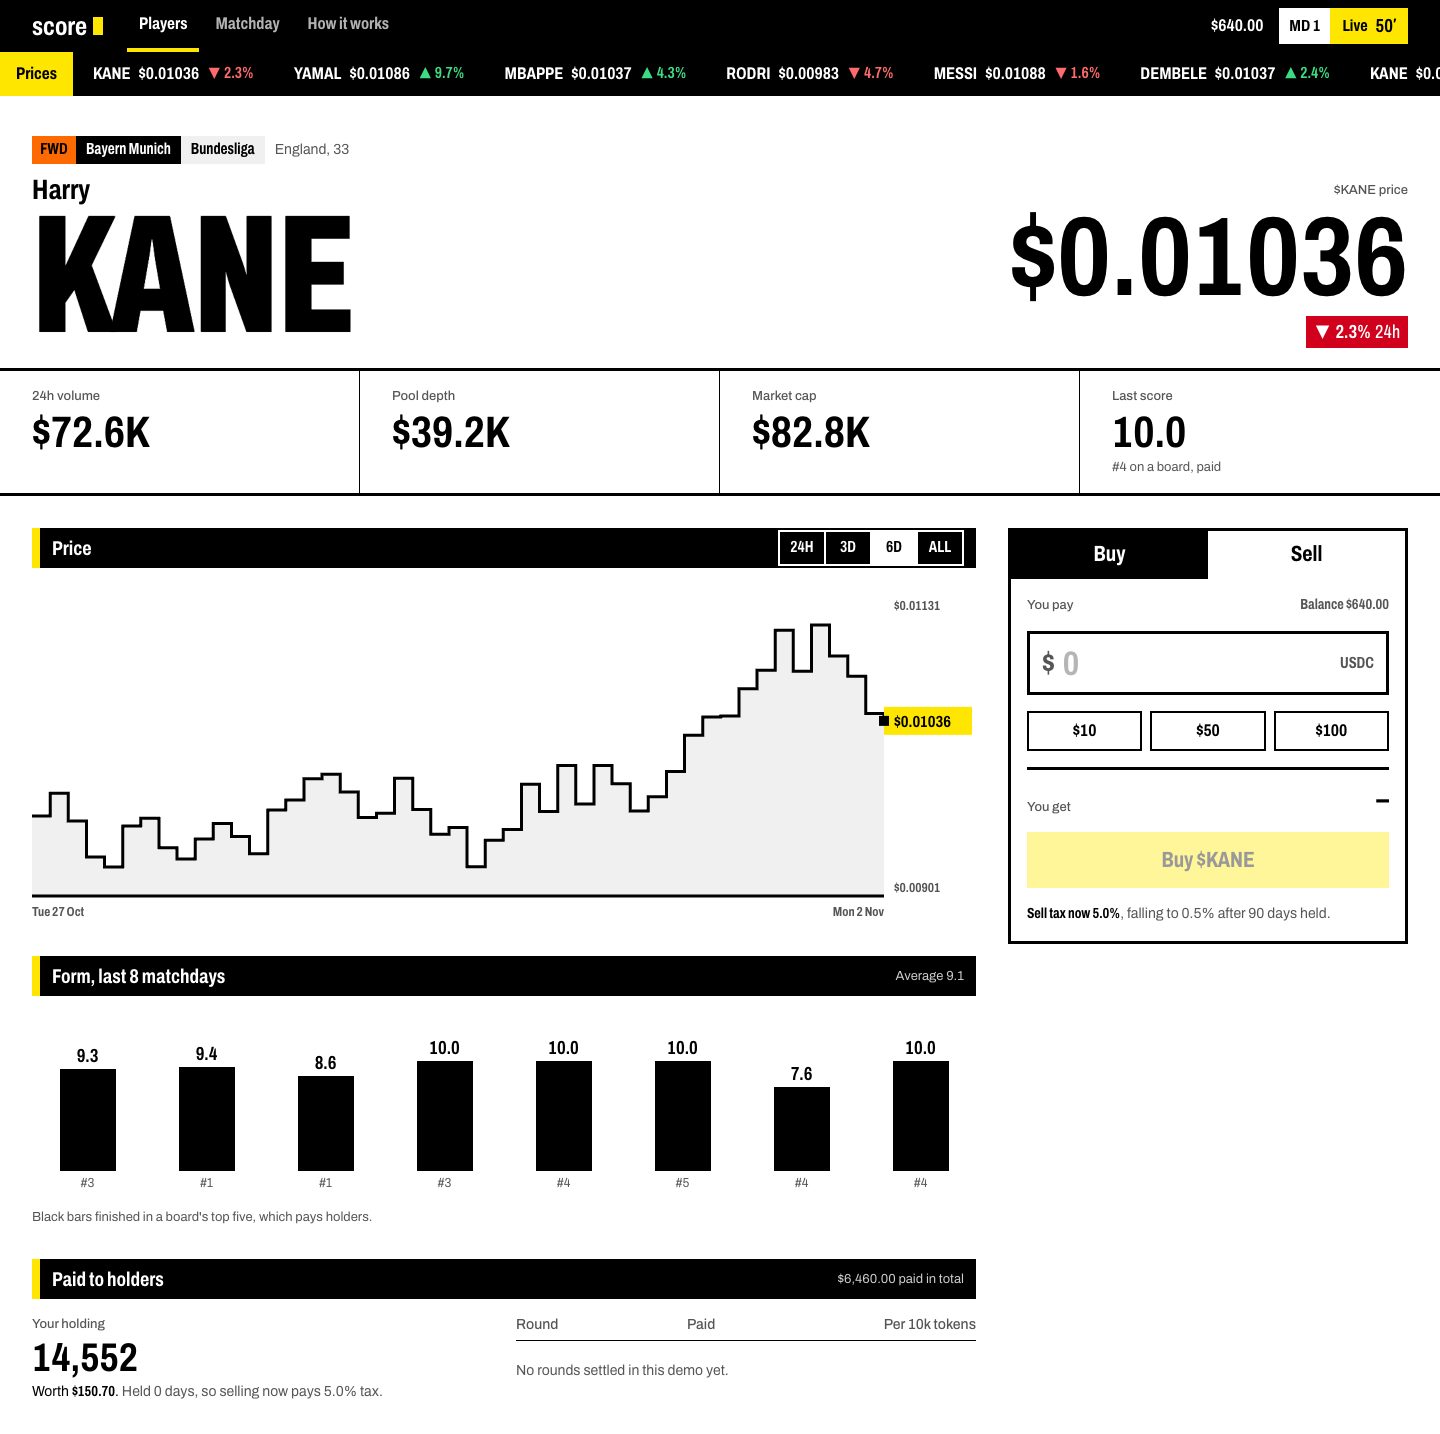 score Players Matchday How it works $640.00 MD 1 Live 50′
Prices KANE $0.01036 ▼ 2.3% YAMAL $0.01086 ▲ 9.7% MBAPPE $0.01037 ▲ 4.3% RODRI $0.00983 ▼ 4.7% MESSI $0.01088 ▼ 1.6% DEMBELE $0.01037 ▲ 2.4% KANE
FWD Bayern Munich Bundesliga England, 33
Harry
KANE
$KANE price
$0.01036
▼ 2.3% 24h
24h volume
$72.6K
Pool depth
$39.2K
Market cap
$82.8K
Last score
10.0
#4 on a board, paid
Price 24H 3D 6D ALL
$0.01131
$0.01036
$0.00901
Tue 27 Oct Mon 2 Nov
Buy Sell
You pay Balance $640.00
$ 0 USDC
$10 $50 $100
You get –
Buy $KANE
Sell tax now 5.0%, falling to 0.5% after 90 days held.
Form, last 8 matchdays Average 9.1
9.3 9.4 8.6 10.0 10.0 10.0 7.6 10.0
#3 #1 #1 #3 #4 #5 #4 #4
Black bars finished in a board's top five, which pays holders.
Paid to holders $6,460.00 paid in total
Your holding
14,552
Worth $150.70. Held 0 days, so selling now pays 5.0% tax.
Round Paid Per 10k tokens
No rounds settled in this demo yet.